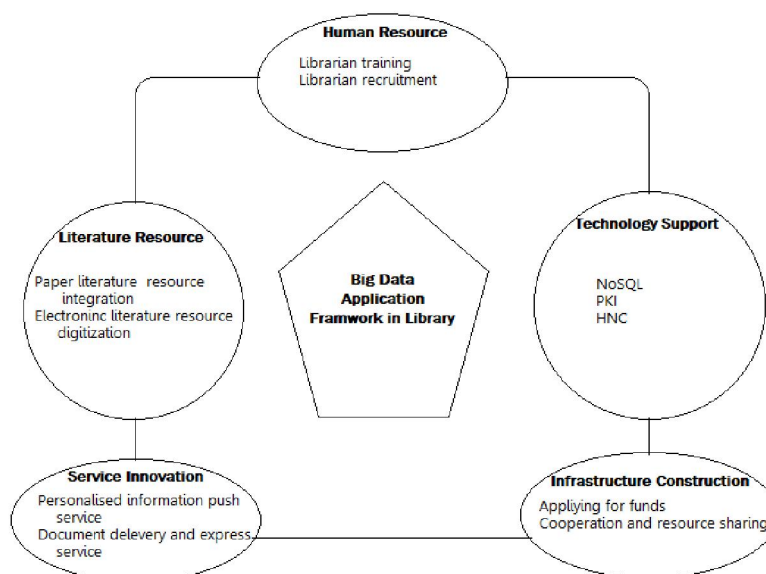 Human Resource
Librarian training
Librarian recruitment
Literature Resource
Paper literature resource
integration
Electroninc literature resource
digitization
Big Data
Application
Framwork in Library
Technology Support
NoSQL
PKI
HNC
Service Innovation
Personalised information push
service
Document delevery and express
service
Infrastructure Construction
Appliying for funds
Cooperation and resource sharing